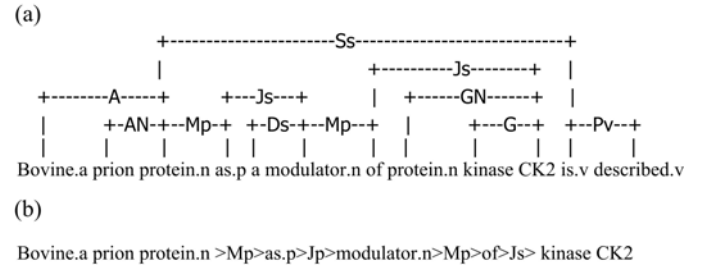 (a)
+-----------------------Ss-----------------------------+
| +----------Js--------+ |
+--------A-----+ +---Js---+ | +------GN------+ |
| +-AN-+--Mp-+ +-Ds-+--Mp--+ | +---G--+ +--Pv--+
| | | | | | | | | | | |
Bovine.a prion protein.n as.p a modulator.n of protein.n kinase CK2 is.v described.v
(b)
Bovine.a prion protein.n >Mp>as.p>Jp>modulator.n>Mp>of>Js> kinase CK2